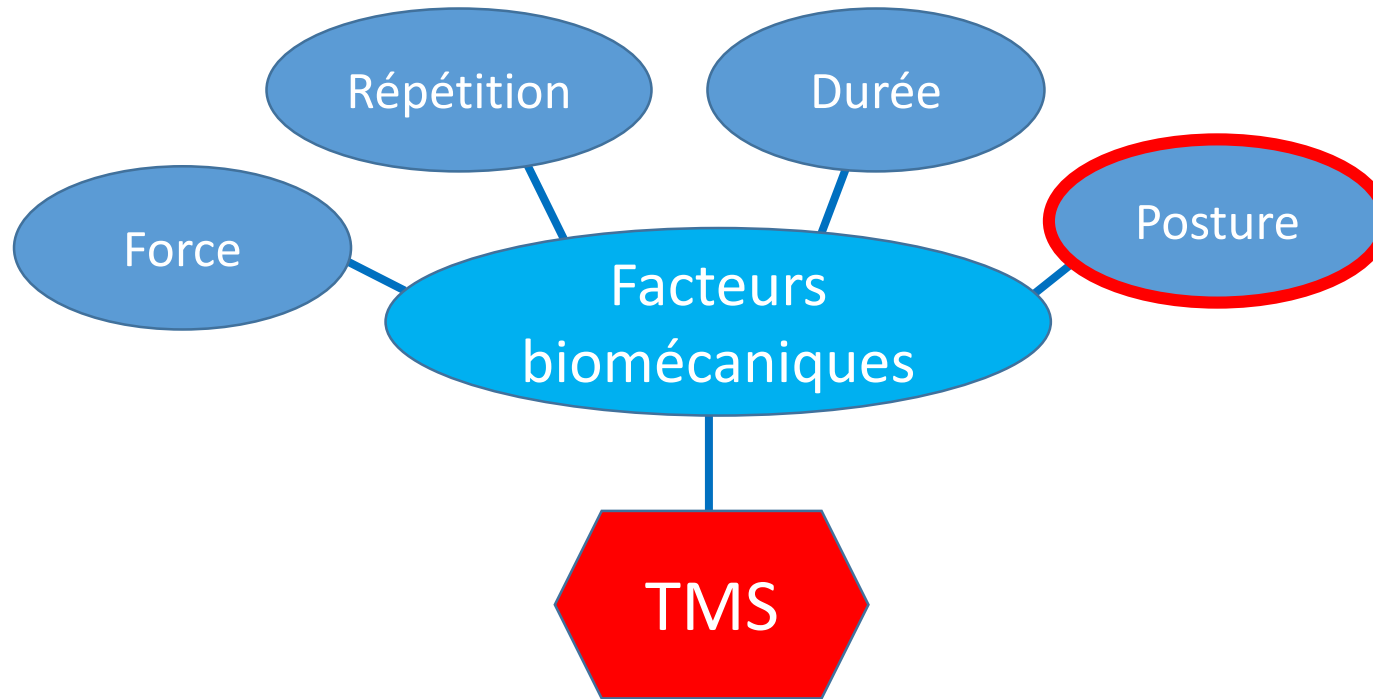 Répétition
Durée
Force
Posture
Facteurs
biomécaniques
TMS